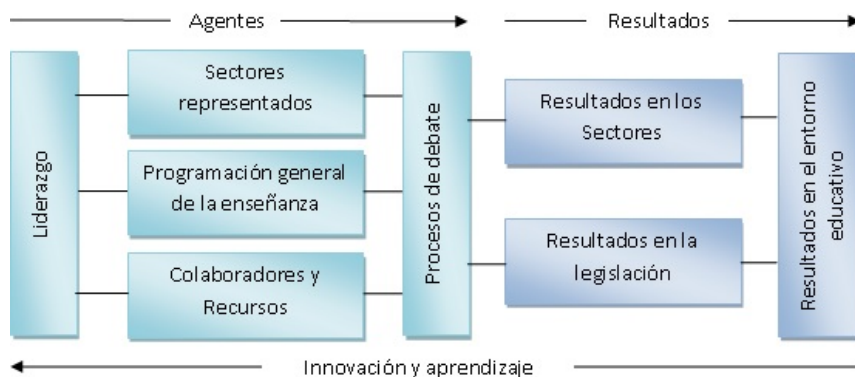 Agentes
Resultados
Liderazgo
Sectores
representados
Programación general
de la enseñanza
Colaboradores y
Recursos
Procesos de debate
Resultados en los
Sectores
Resultados en la
legislación
Resultados en el entorno
educativo
Innovación y aprendizaje